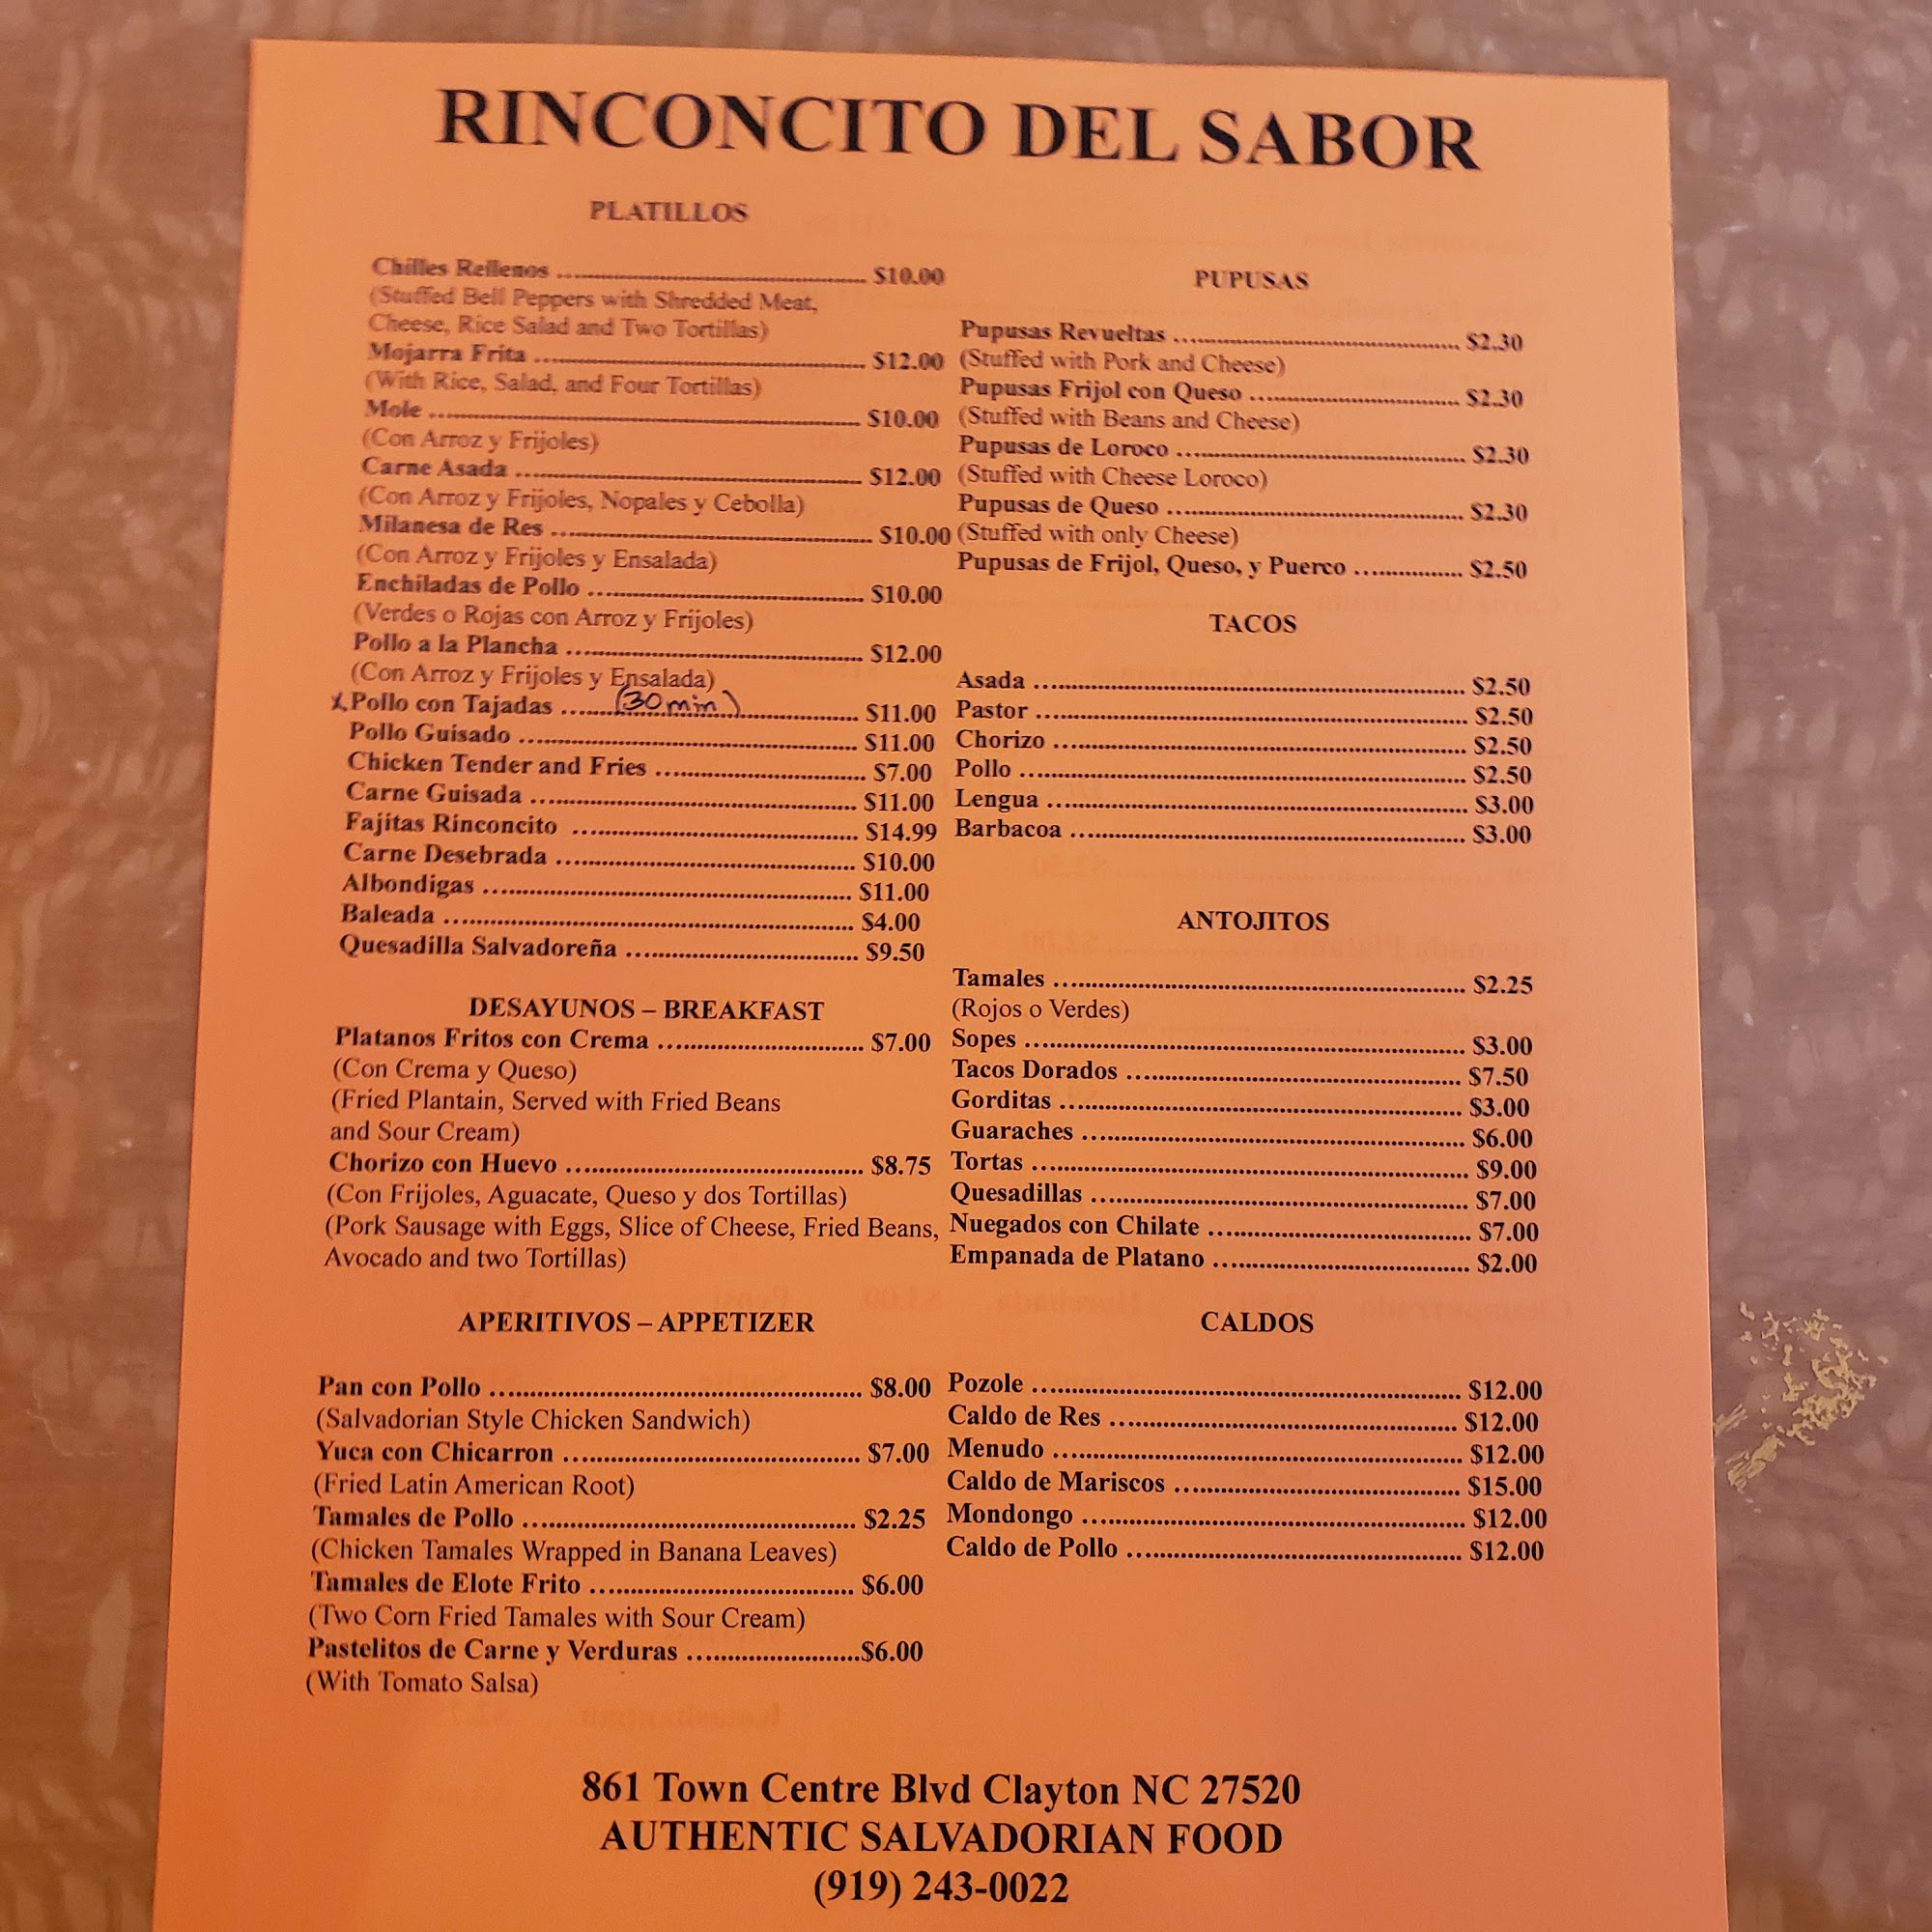 RINCONCITO DEL SABOR
PLATILLOS
Chilles Rellenos ........ $10.00
(Stuffed Bell Peppers with Shredded Meat,
Cheese, Rice Salad and Two Tortillas)
Mojarra Frita ........ $12.00
(With Rice, Salad, and Four Tortillas)
Mole ........ $10.00
(Con Arroz y Frijoles)
Carne Asada ........ $12.00
(Con Arroz y Frijoles, Nopales y Cebolla)
Milanesa de Res ........ $10.00
(Con Arroz y Frijoles y Ensalada)
Enchiladas de Pollo ........ $10.00
(Verdes o Rojas con Arroz y Frijoles)
Pollo a la Plancha ........ $12.00
(Con Arroz y Frijoles y Ensalada)
Pollo con Tajadas ..... (30 min) ..... $11.00
Pollo Guisado ........ $11.00
Chicken Tender and Fries ........ $7.00
Carne Guisada ........ $11.00
Fajitas Rinconcito ........ $14.99
Carne Desebrada ........ $10.00
Albondigas ........ $11.00
Baleada ........ $4.00
Quesadilla Salvadoreña ........ $9.50
DESAYUNOS – BREAKFAST
Platanos Fritos con Crema ........ $7.00
(Con Crema y Queso)
(Fried Plantain, Served with Fried Beans
and Sour Cream)
Chorizo con Huevo ........ $8.75
(Con Frijoles, Aguacate, Queso y dos Tortillas)
(Pork Sausage with Eggs, Slice of Cheese, Fried Beans,
Avocado and two Tortillas)
APERITIVOS – APPETIZER
Pan con Pollo ........ $8.00
(Salvadorian Style Chicken Sandwich)
Yuca con Chicarron ........ $7.00
(Fried Latin American Root)
Tamales de Pollo ........ $2.25
(Chicken Tamales Wrapped in Banana Leaves)
Tamales de Elote Frito ........ $6.00
(Two Corn Fried Tamales with Sour Cream)
Pastelitos de Carne y Verduras ........$6.00
(With Tomato Salsa)
PUPUSAS
Pupusas Revueltas ........ $2.30
(Stuffed with Pork and Cheese)
Pupusas Frijol con Queso ........ $2.30
(Stuffed with Beans and Cheese)
Pupusas de Loroco ........ $2.30
(Stuffed with Cheese Loroco)
Pupusas de Queso ........ $2.30
(Stuffed with only Cheese)
Pupusas de Frijol, Queso, y Puerco ........ $2.50
TACOS
Asada ........ $2.50
Pastor ........ $2.50
Chorizo ........ $2.50
Pollo ........ $2.50
Lengua ........ $3.00
Barbacoa ........ $3.00
ANTOJITOS
Tamales ........ $2.25
(Rojos o Verdes)
Sopes ........ $3.00
Tacos Dorados ........ $7.50
Gorditas ........ $3.00
Guaraches ........ $6.00
Tortas ........ $9.00
Quesadillas ........ $7.00
Nuegados con Chilate ........ $7.00
Empanada de Platano ........ $2.00
CALDOS
Pozole ........ $12.00
Caldo de Res ........ $12.00
Menudo ........ $12.00
Caldo de Mariscos ........ $15.00
Mondongo ........ $12.00
Caldo de Pollo ........ $12.00
861 Town Centre Blvd Clayton NC 27520
AUTHENTIC SALVADORIAN FOOD
(919) 243-0022